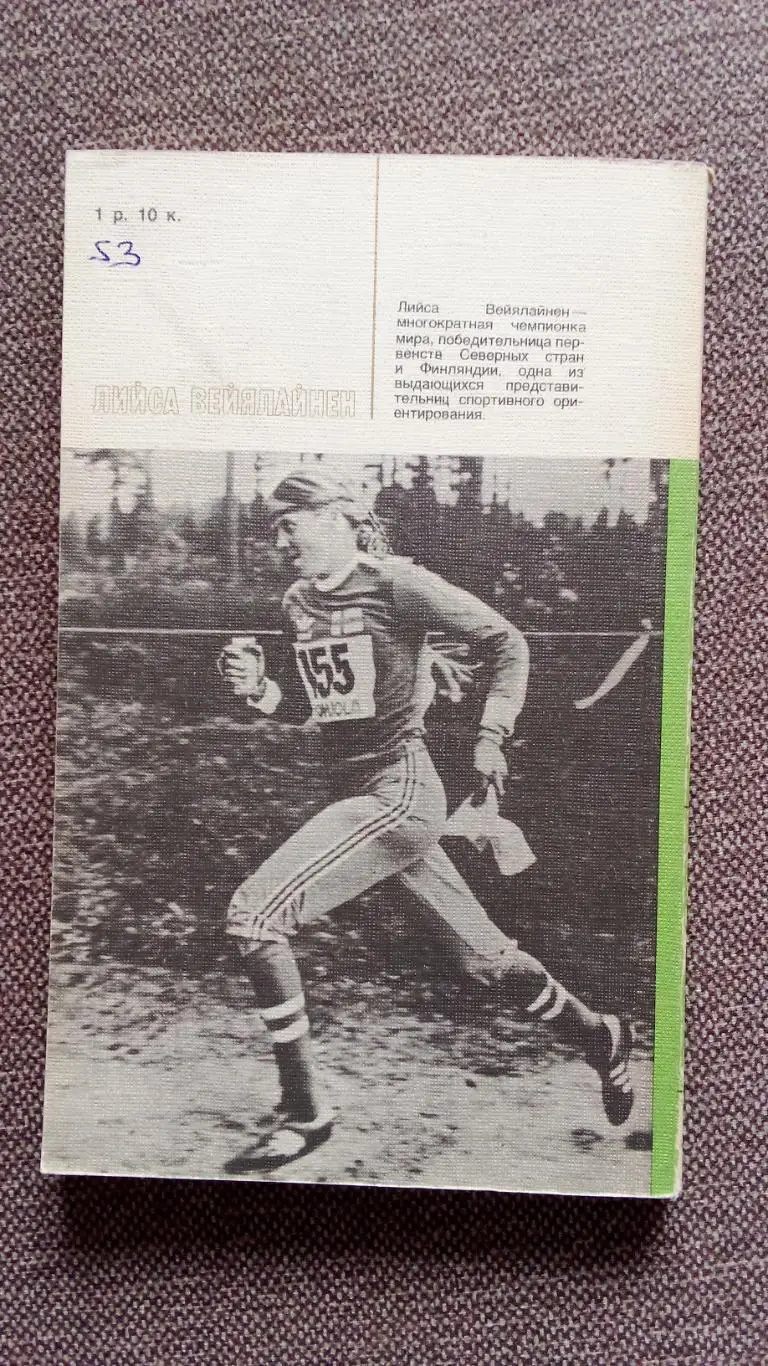 1 р. 10 к.
53
Лийса Вейялайнен—
многократная чемпионка
мира, победительница пер-
венств Северных стран
и Финляндии, одна из
выдающихся представи-
тельниц спортивного ори-
ентирования.
ЛИЙСА ВЕЙЯЛАЙНЕН
155